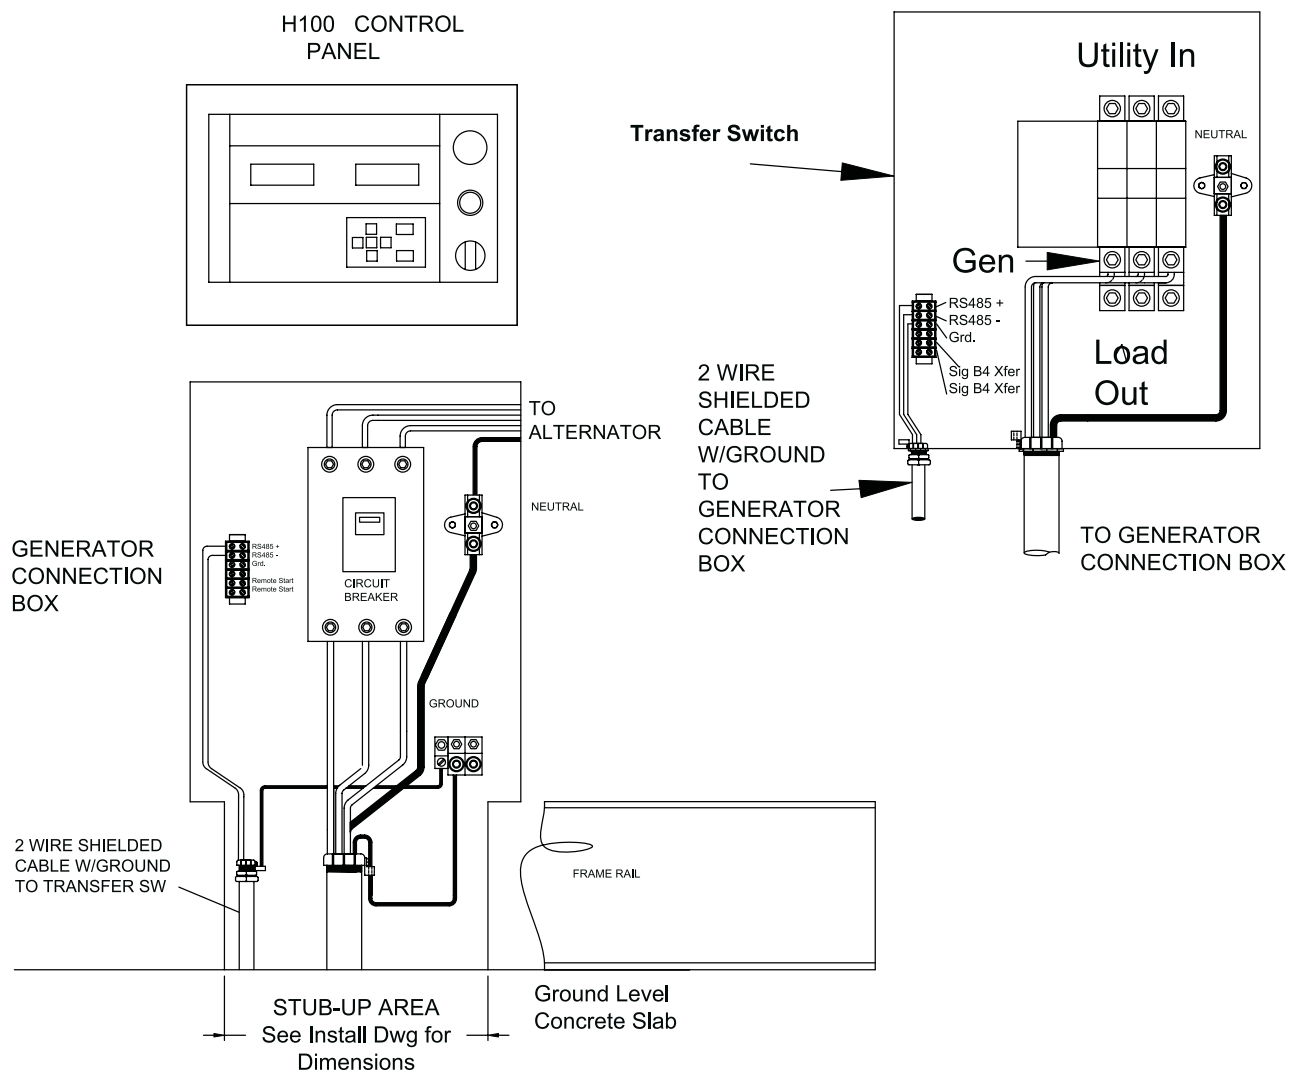 H100 CONTROL
PANEL
Transfer Switch
Utility In
NEUTRAL
Gen
RS485 +
RS485 -
Grd.
Sig B4 Xfer
Sig B4 Xfer
Load
Out
2 WIRE
SHIELDED
CABLE
W/GROUND
TO
GENERATOR
CONNECTION
BOX
TO GENERATOR
CONNECTION BOX
TO
ALTERNATOR
NEUTRAL
GENERATOR
CONNECTION
BOX
RS485 +
RS485 -
Grd.
Remote Start
Remote Start
CIRCUIT
BREAKER
GROUND
2 WIRE SHIELDED
CABLE W/GROUND
TO TRANSFER SW
FRAME RAIL
STUB-UP AREA
See Install Dwg for
Dimensions
Ground Level
Concrete Slab